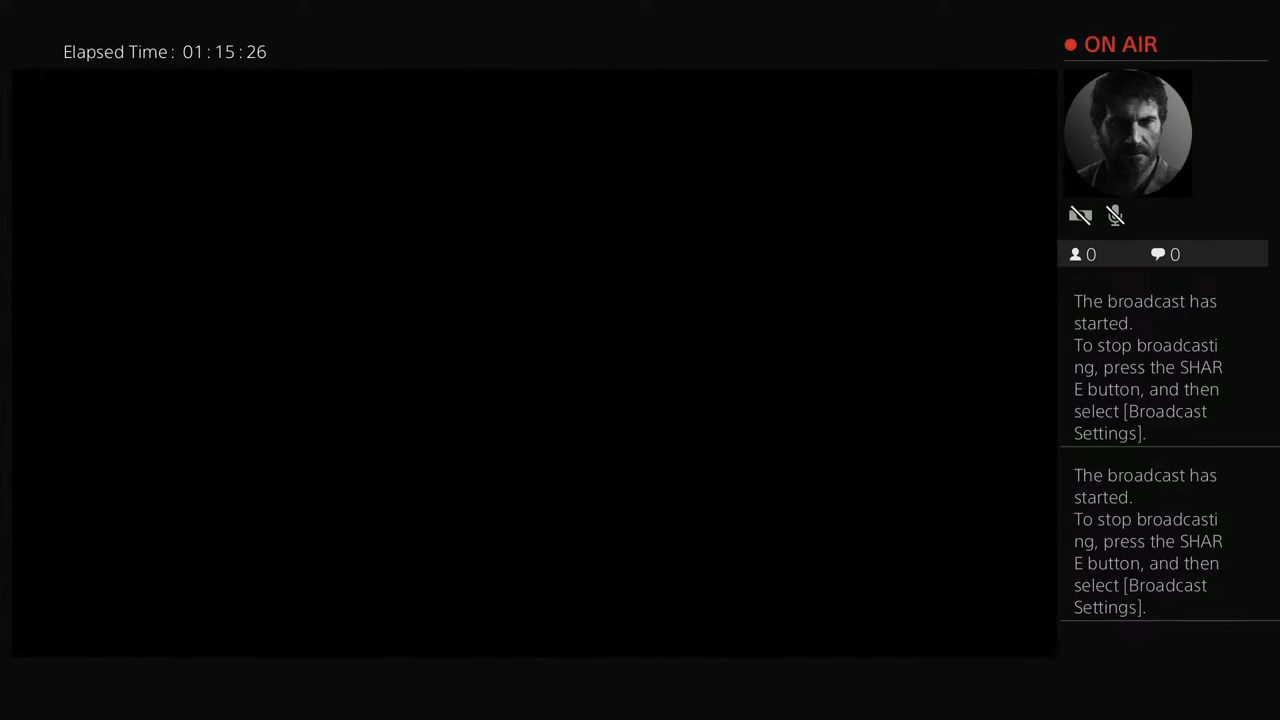 Elapsed Time: 01:15:26
ON AIR
0 0
The broadcast has
started.
To stop broadcasti
ng, press the SHAR
E button, and then
select [Broadcast
Settings].
The broadcast has
started.
To stop broadcasti
ng, press the SHAR
E button, and then
select [Broadcast
Settings].